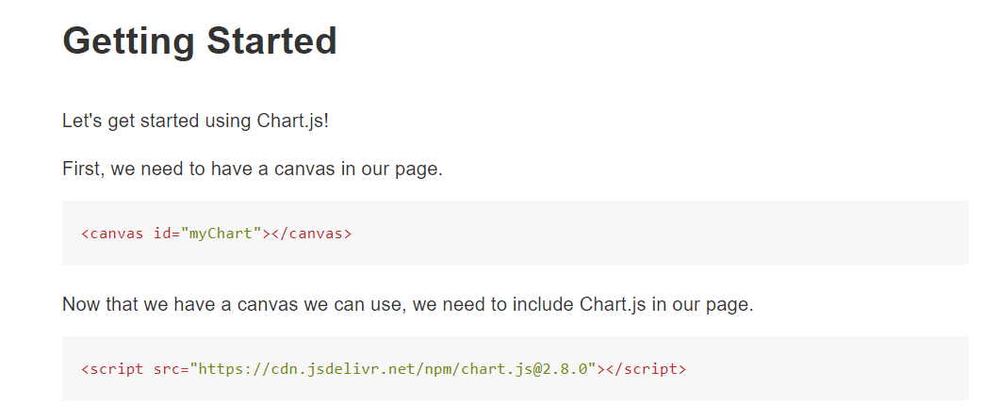 Getting Started
Let's get started using Chart.js!
First, we need to have a canvas in our page.
<canvas id="myChart"></canvas>
Now that we have a canvas we can use, we need to include Chart.js in our page.
<script src="https://cdn.jsdelivr.net/npm/chart.js@2.8.0"></script>